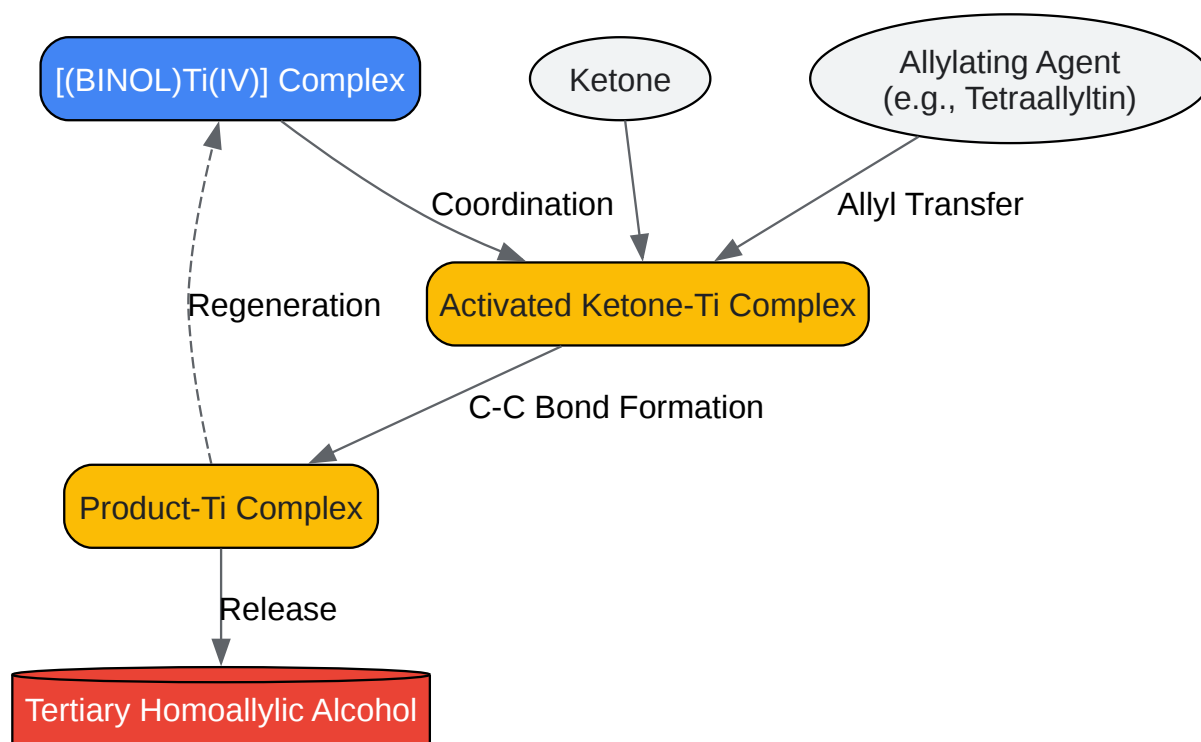 [(BINOL)Ti(IV)] Complex
Ketone
Allylating Agent
(e.g., Tetraallyltin)
Coordination
Allyl Transfer
Regeneration
Activated Ketone-Ti Complex
C-C Bond Formation
Product-Ti Complex
Release
Tertiary Homoallylic Alcohol